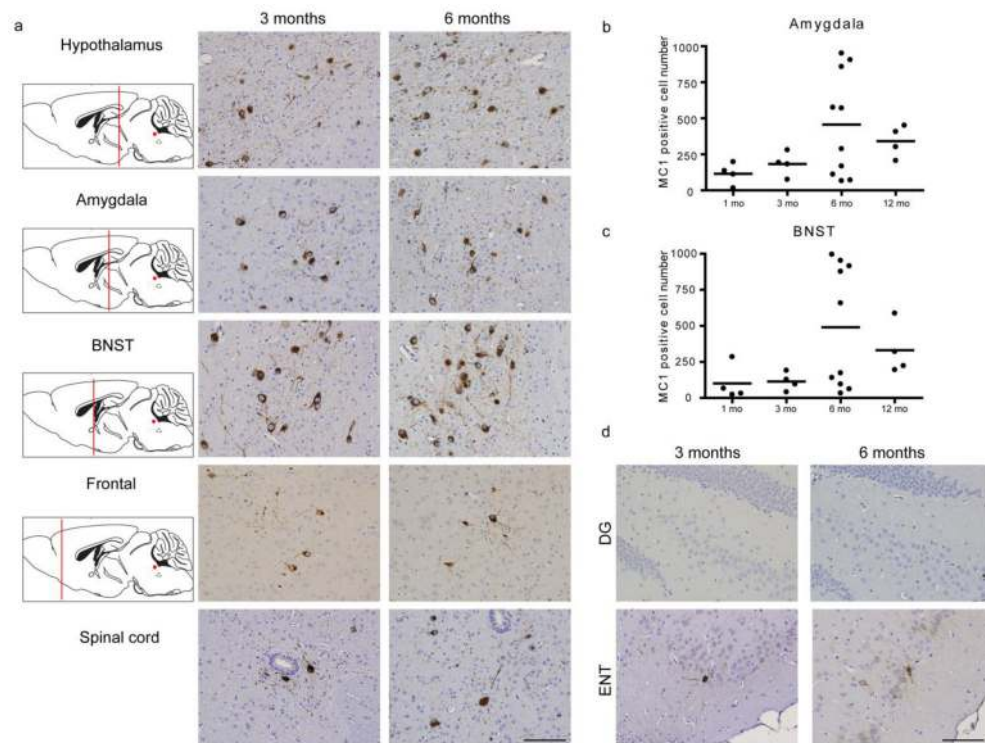 a
3 months
6 months
Hypothalamus
Amygdala
BNST
Frontal
Spinal cord
b
Amygdala
MC1 positive cell number
1000
750
500
250
0
1 mo
3 mo
6 mo
12 mo
c
BNST
MC1 positive cell number
1000
750
500
250
0
1 mo
3 mo
6 mo
12 mo
d
3 months
6 months
DG
ENT